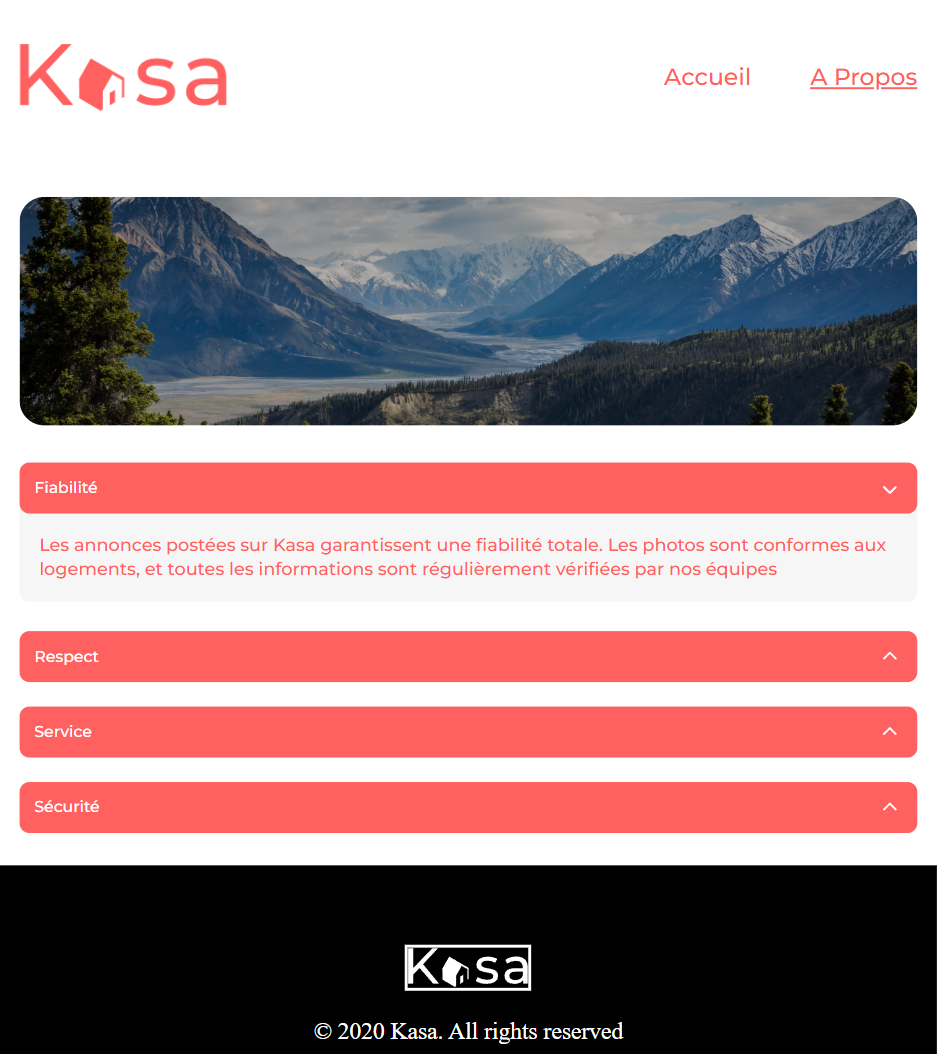 Kasa
Accueil
A Propos
Fiabilité
Les annonces postées sur Kasa garantissent une fiabilité totale. Les photos sont conformes aux
logements, et toutes les informations sont régulièrement vérifiées par nos équipes
Respect
Service
Sécurité
Kasa
© 2020 Kasa. All rights reserved